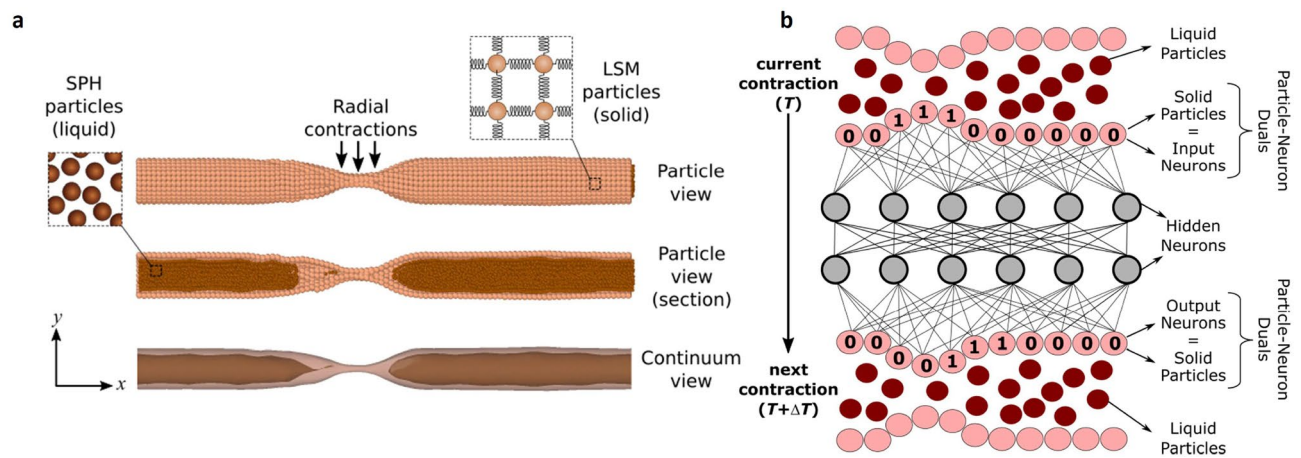 a
SPH
particles
(liquid)
Radial
contractions
LSM
particles
(solid)
Particle
view
Particle
view
(section)
Continuum
view
y
x
b
current
contraction
(T)
next
contraction
(T+ΔT)
0 0 1 1 1 0 0 0 0 0
0 0 0 0 1 1 1 0 0 0 0
Liquid
Particles
Solid
Particles
=
Input
Neurons
Particle-Neuron
Duals
Hidden
Neurons
Output
Neurons
=
Solid
Particles
Particle-Neuron
Duals
Liquid
Particles